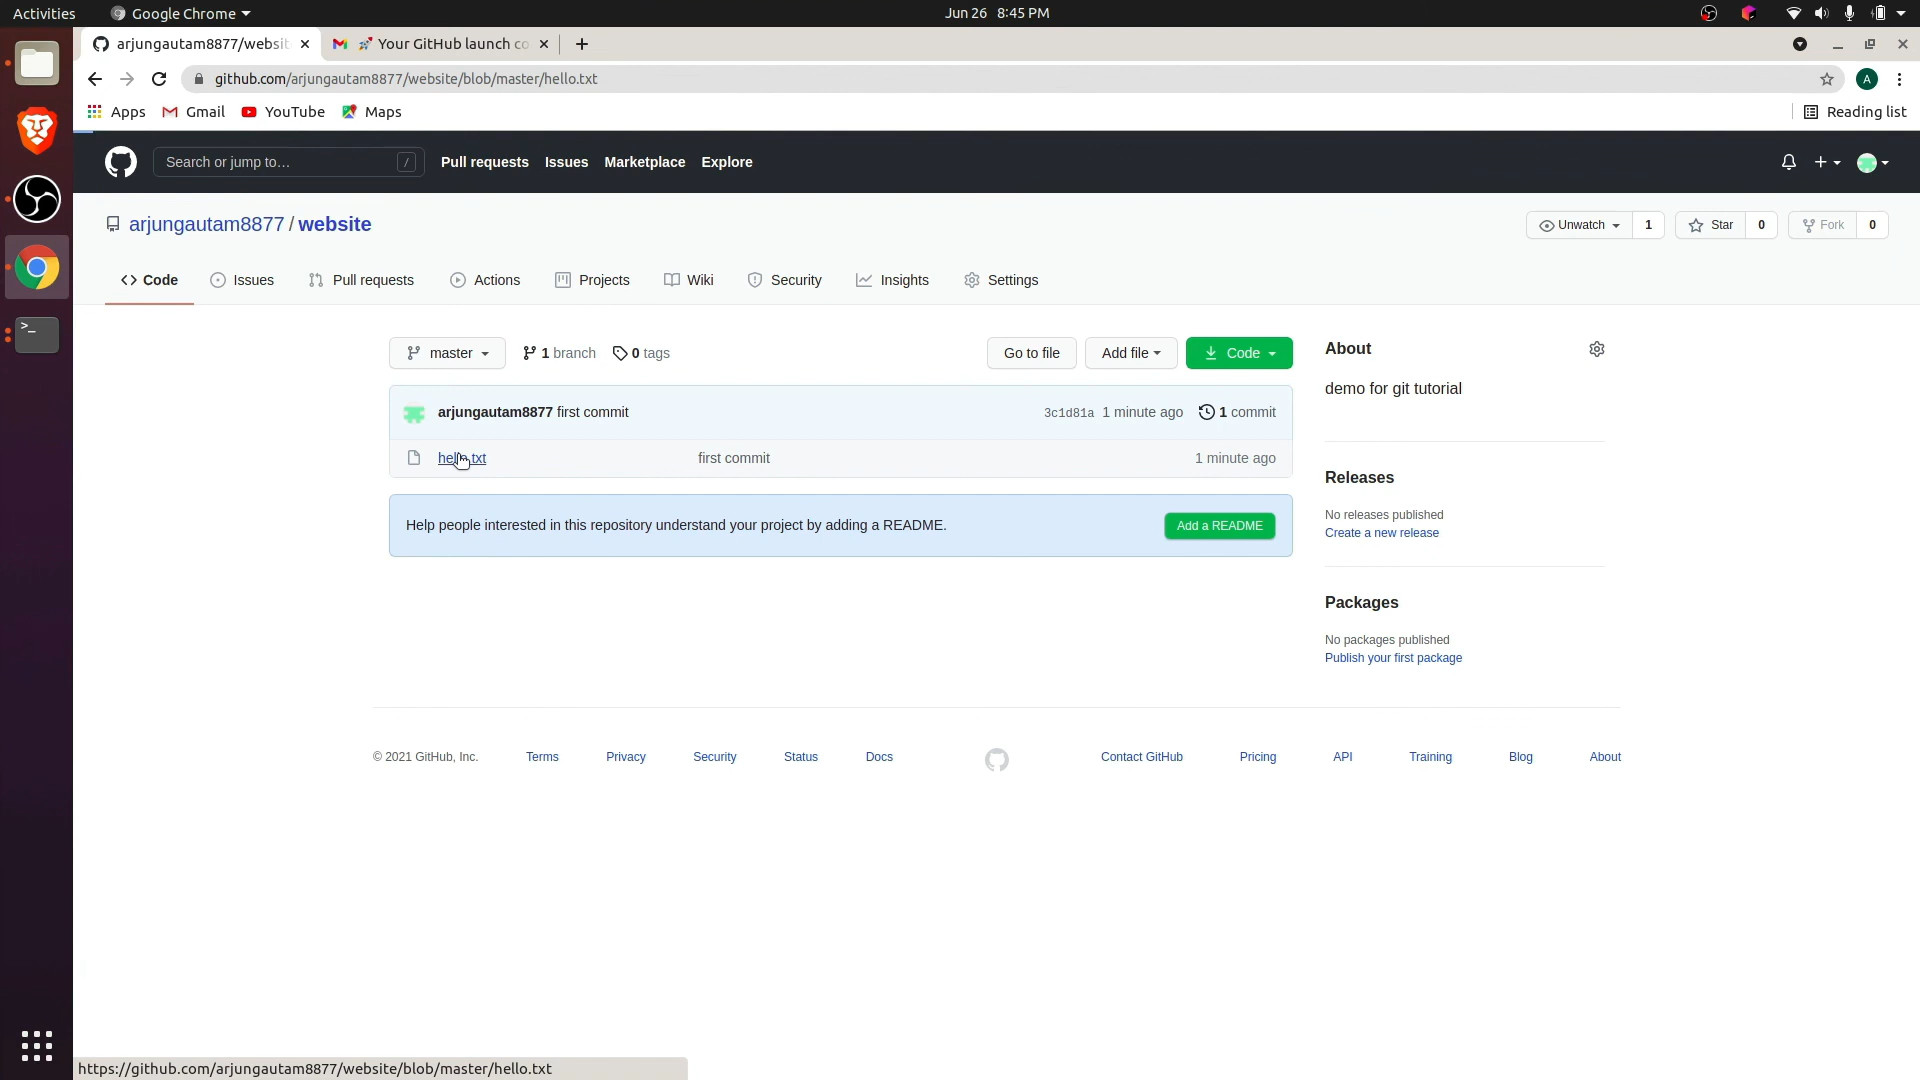 Activities Google Chrome Jun 26 8:45 PM
arjungautam8877/websit Your GitHub launch co
github.com/arjungautam8877/website/blob/master/hello.txt A
Apps Gmail YouTube Maps Reading list
Search or jump to… / Pull requests Issues Marketplace Explore
arjungautam8877 / website Unwatch 1 Star 0 Fork 0
Code Issues Pull requests Actions Projects Wiki Security Insights Settings
master 1 branch 0 tags Go to file Add file Code
arjungautam8877 first commit 3c1d81a 1 minute ago 1 commit
hello.txt first commit 1 minute ago
Help people interested in this repository understand your project by adding a README. Add a README
About
demo for git tutorial
Releases
No releases published
Create a new release
Packages
No packages published
Publish your first package
© 2021 GitHub, Inc. Terms Privacy Security Status Docs Contact GitHub Pricing API Training Blog About
https://github.com/arjungautam8877/website/blob/master/hello.txt